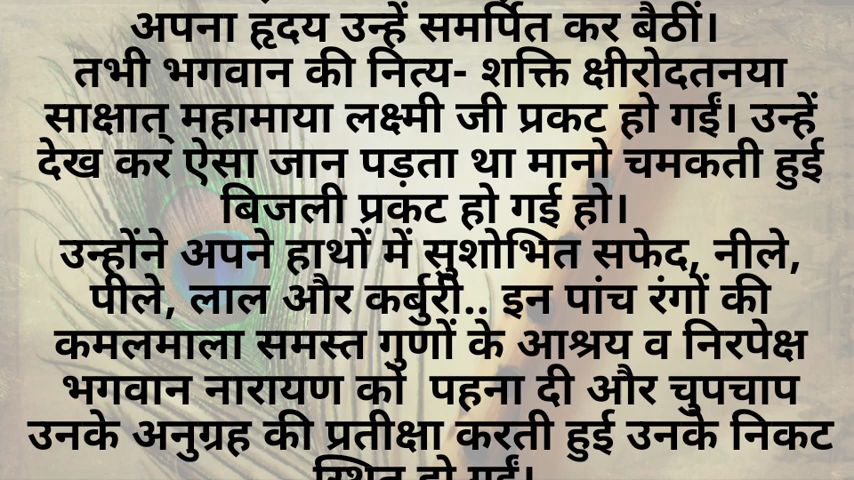 अपना हृदय उन्हें समर्पित कर बैठीं।
तभी भगवान की नित्य- शक्ति क्षीरोदतनया
साक्षात् महामाया लक्ष्मी जी प्रकट हो गईं। उन्हें
देख कर ऐसा जान पड़ता था मानो चमकती हुई
बिजली प्रकट हो गई हो।
उन्होंने अपने हाथों में सुशोभित सफेद, नीले,
पीले, लाल और कर्बुरी.. इन पांच रंगों की
कमलमाला समस्त गुणों के आश्रय व निरपेक्ष
भगवान नारायण को पहना दी और चुपचाप
उनके अनुग्रह की प्रतीक्षा करती हुई उनके निकट
स्थित हो गईं।